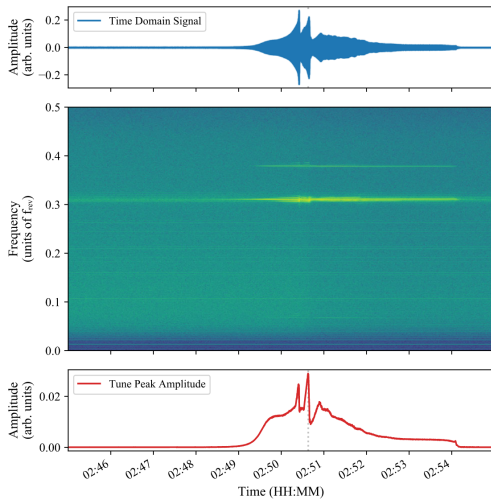 Time Domain Signal
Amplitude
(arb. units)
0.2
0.0
−0.2
Frequency
(units of frev)
0.5
0.4
0.3
0.2
0.1
0.0
Tune Peak Amplitude
Amplitude
(arb. units)
0.02
0.00
02:46 02:47 02:48 02:49 02:50 02:51 02:52 02:53 02:54
Time (HH:MM)